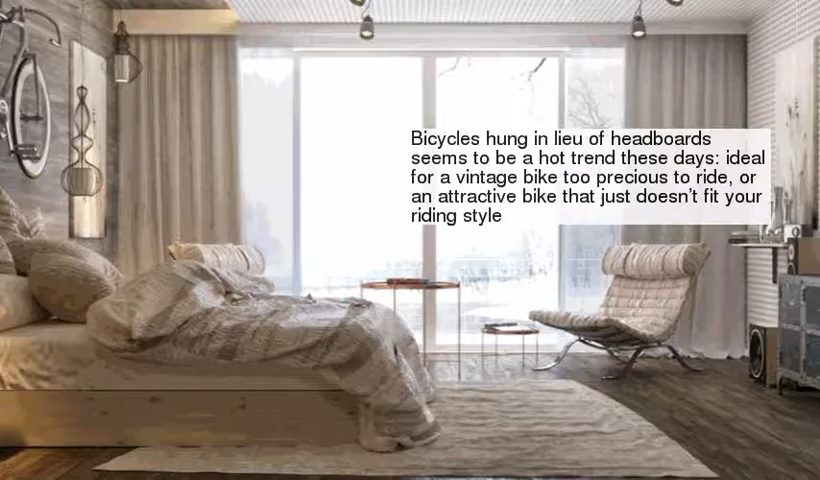 Bicycles hung in lieu of headboards
seems to be a hot trend these days: ideal
for a vintage bike too precious to ride, or
an attractive bike that just doesn’t fit your
riding style